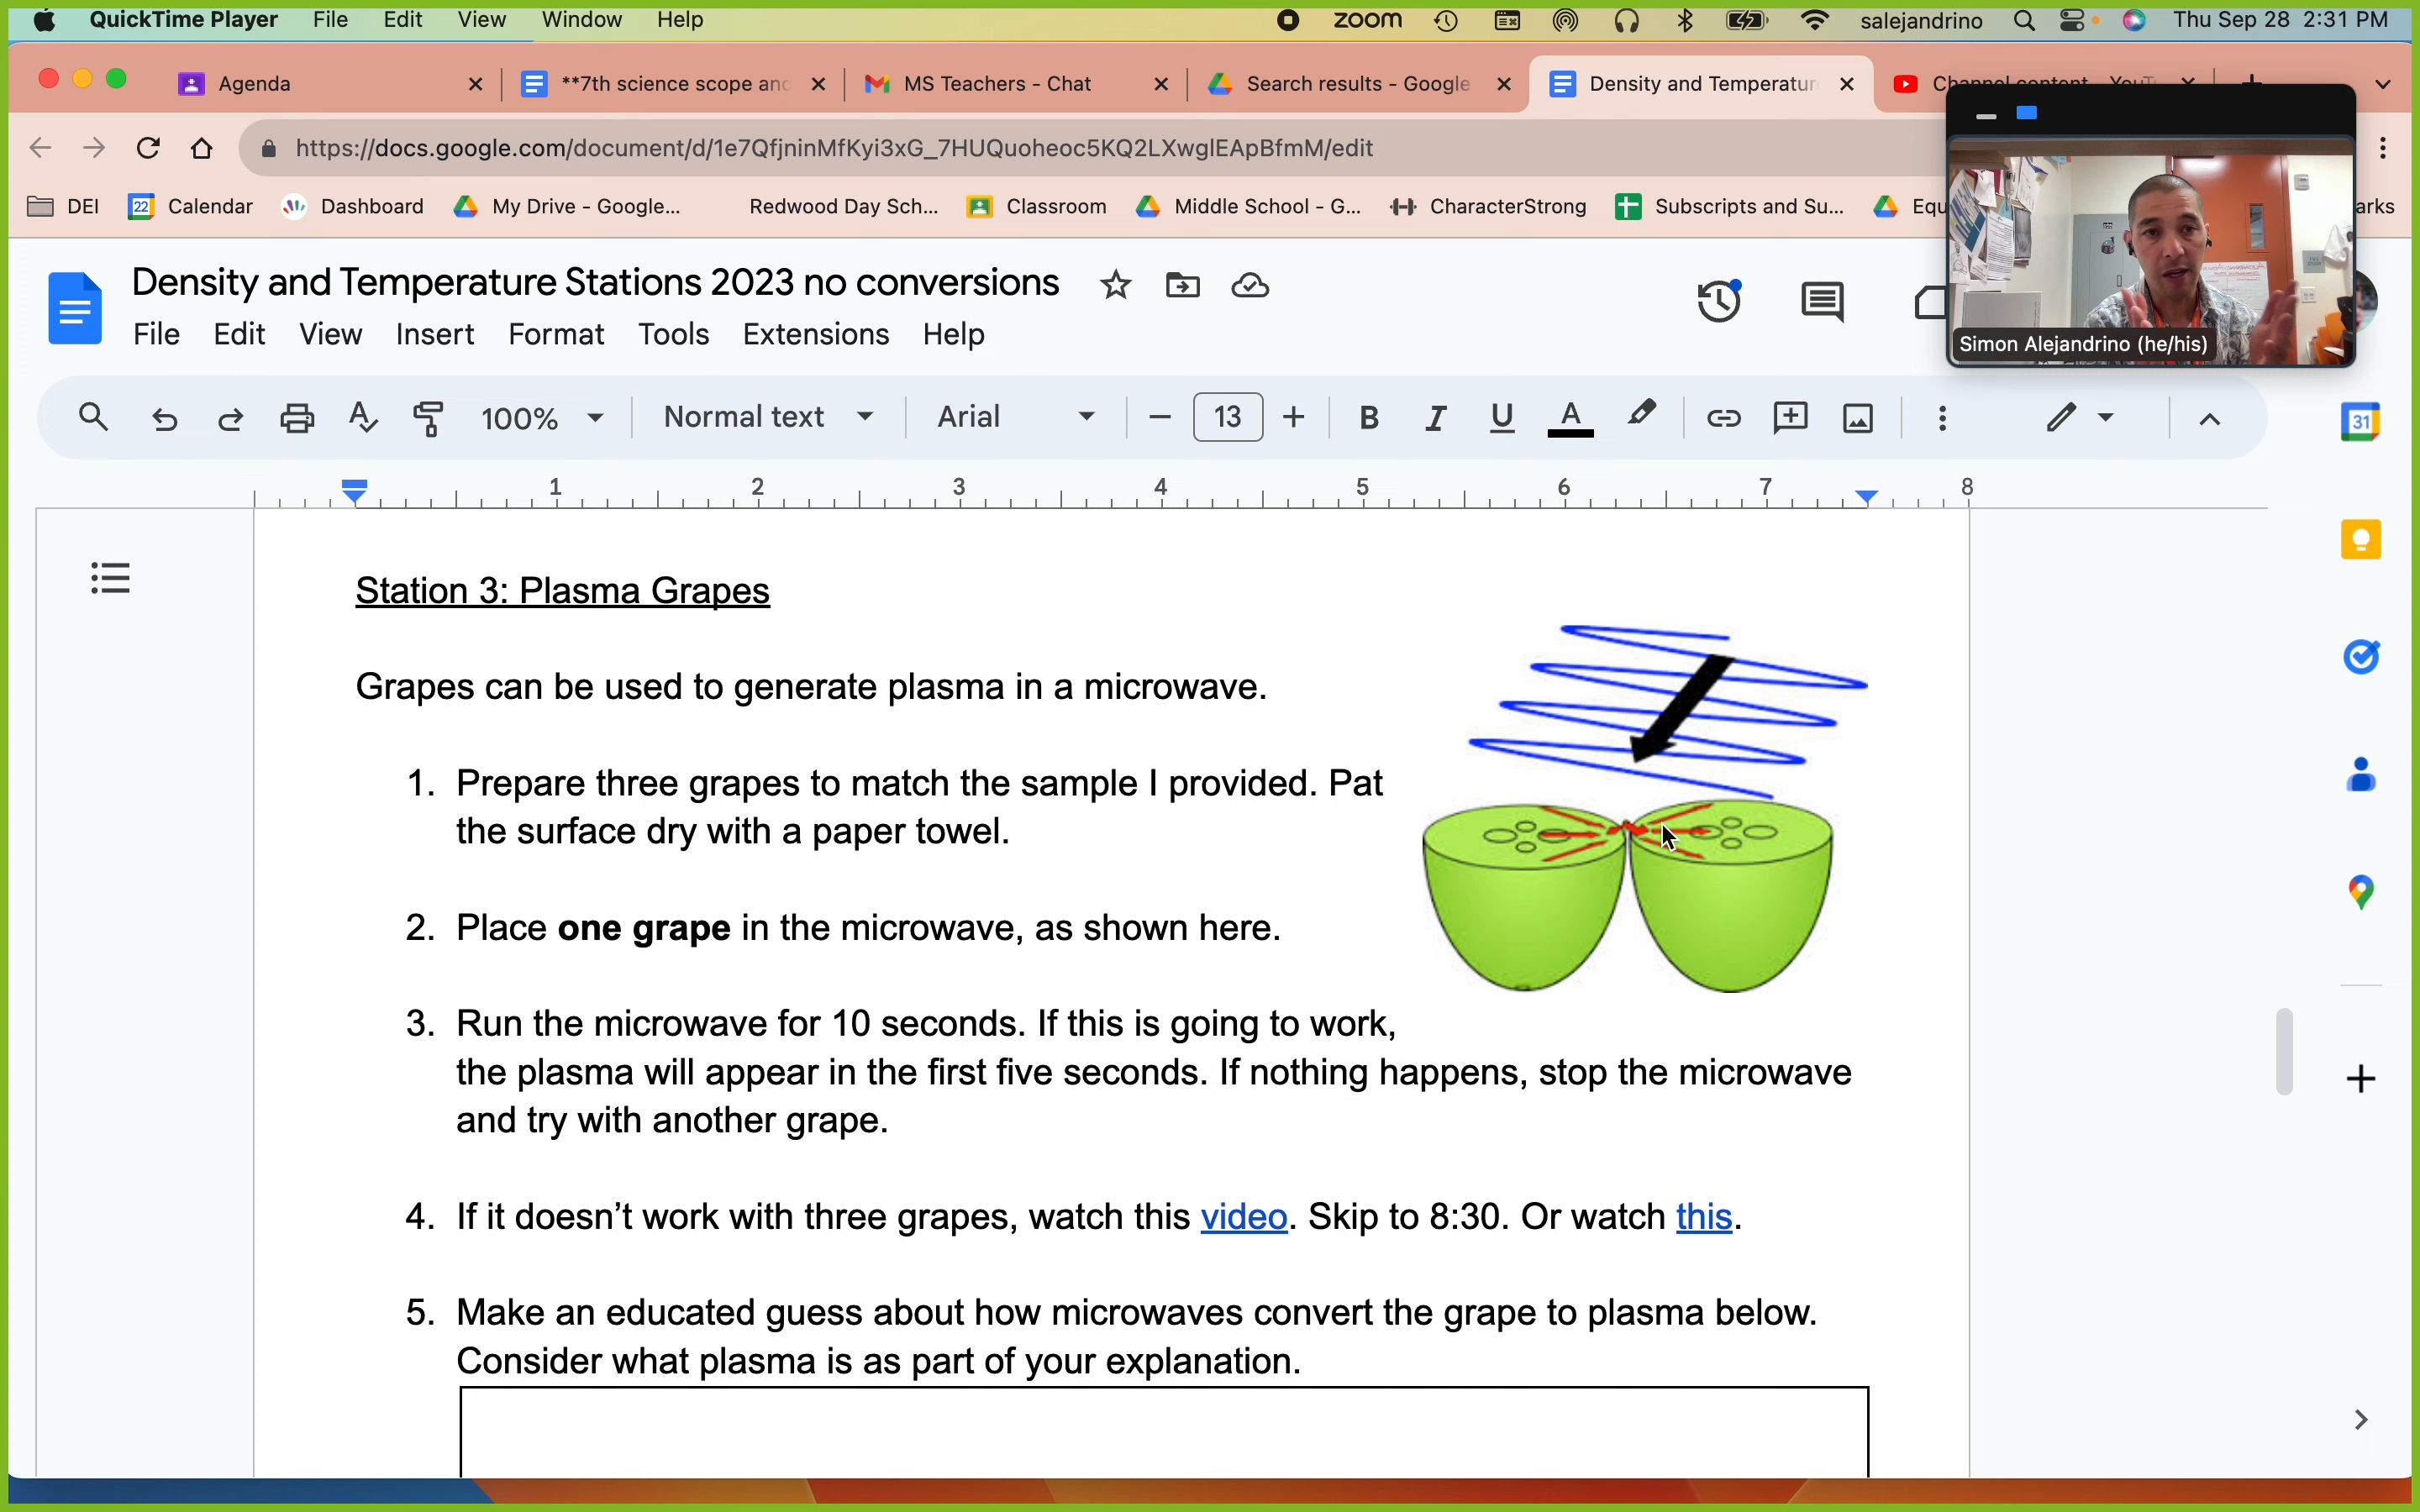 QuickTime Player File Edit View Window Help zoom salejandrino Thu Sep 28 2:31 PM
Agenda **7th science scope and MS Teachers - Chat Search results - Google Density and Temperatur Channel content
https://docs.google.com/document/d/1e7QfjninMfKyi3xG_7HUQuoheoc5KQ2LXwglEApBfmM/edit
DEI 22 Calendar Dashboard My Drive - Google... Redwood Day Sch... Classroom Middle School - G... CharacterStrong Subscripts and Su... Equ arks
Simon Alejandrino (he/his)
Density and Temperature Stations 2023 no conversions
File Edit View Insert Format Tools Extensions Help
100% Normal text Arial 13 B I U A
31
1 2 3 4 5 6 7 8
Station 3: Plasma Grapes
Grapes can be used to generate plasma in a microwave.
1. Prepare three grapes to match the sample I provided. Pat
the surface dry with a paper towel.
2. Place one grape in the microwave, as shown here.
3. Run the microwave for 10 seconds. If this is going to work,
the plasma will appear in the first five seconds. If nothing happens, stop the microwave
and try with another grape.
4. If it doesn’t work with three grapes, watch this video. Skip to 8:30. Or watch this.
5. Make an educated guess about how microwaves convert the grape to plasma below.
Consider what plasma is as part of your explanation.